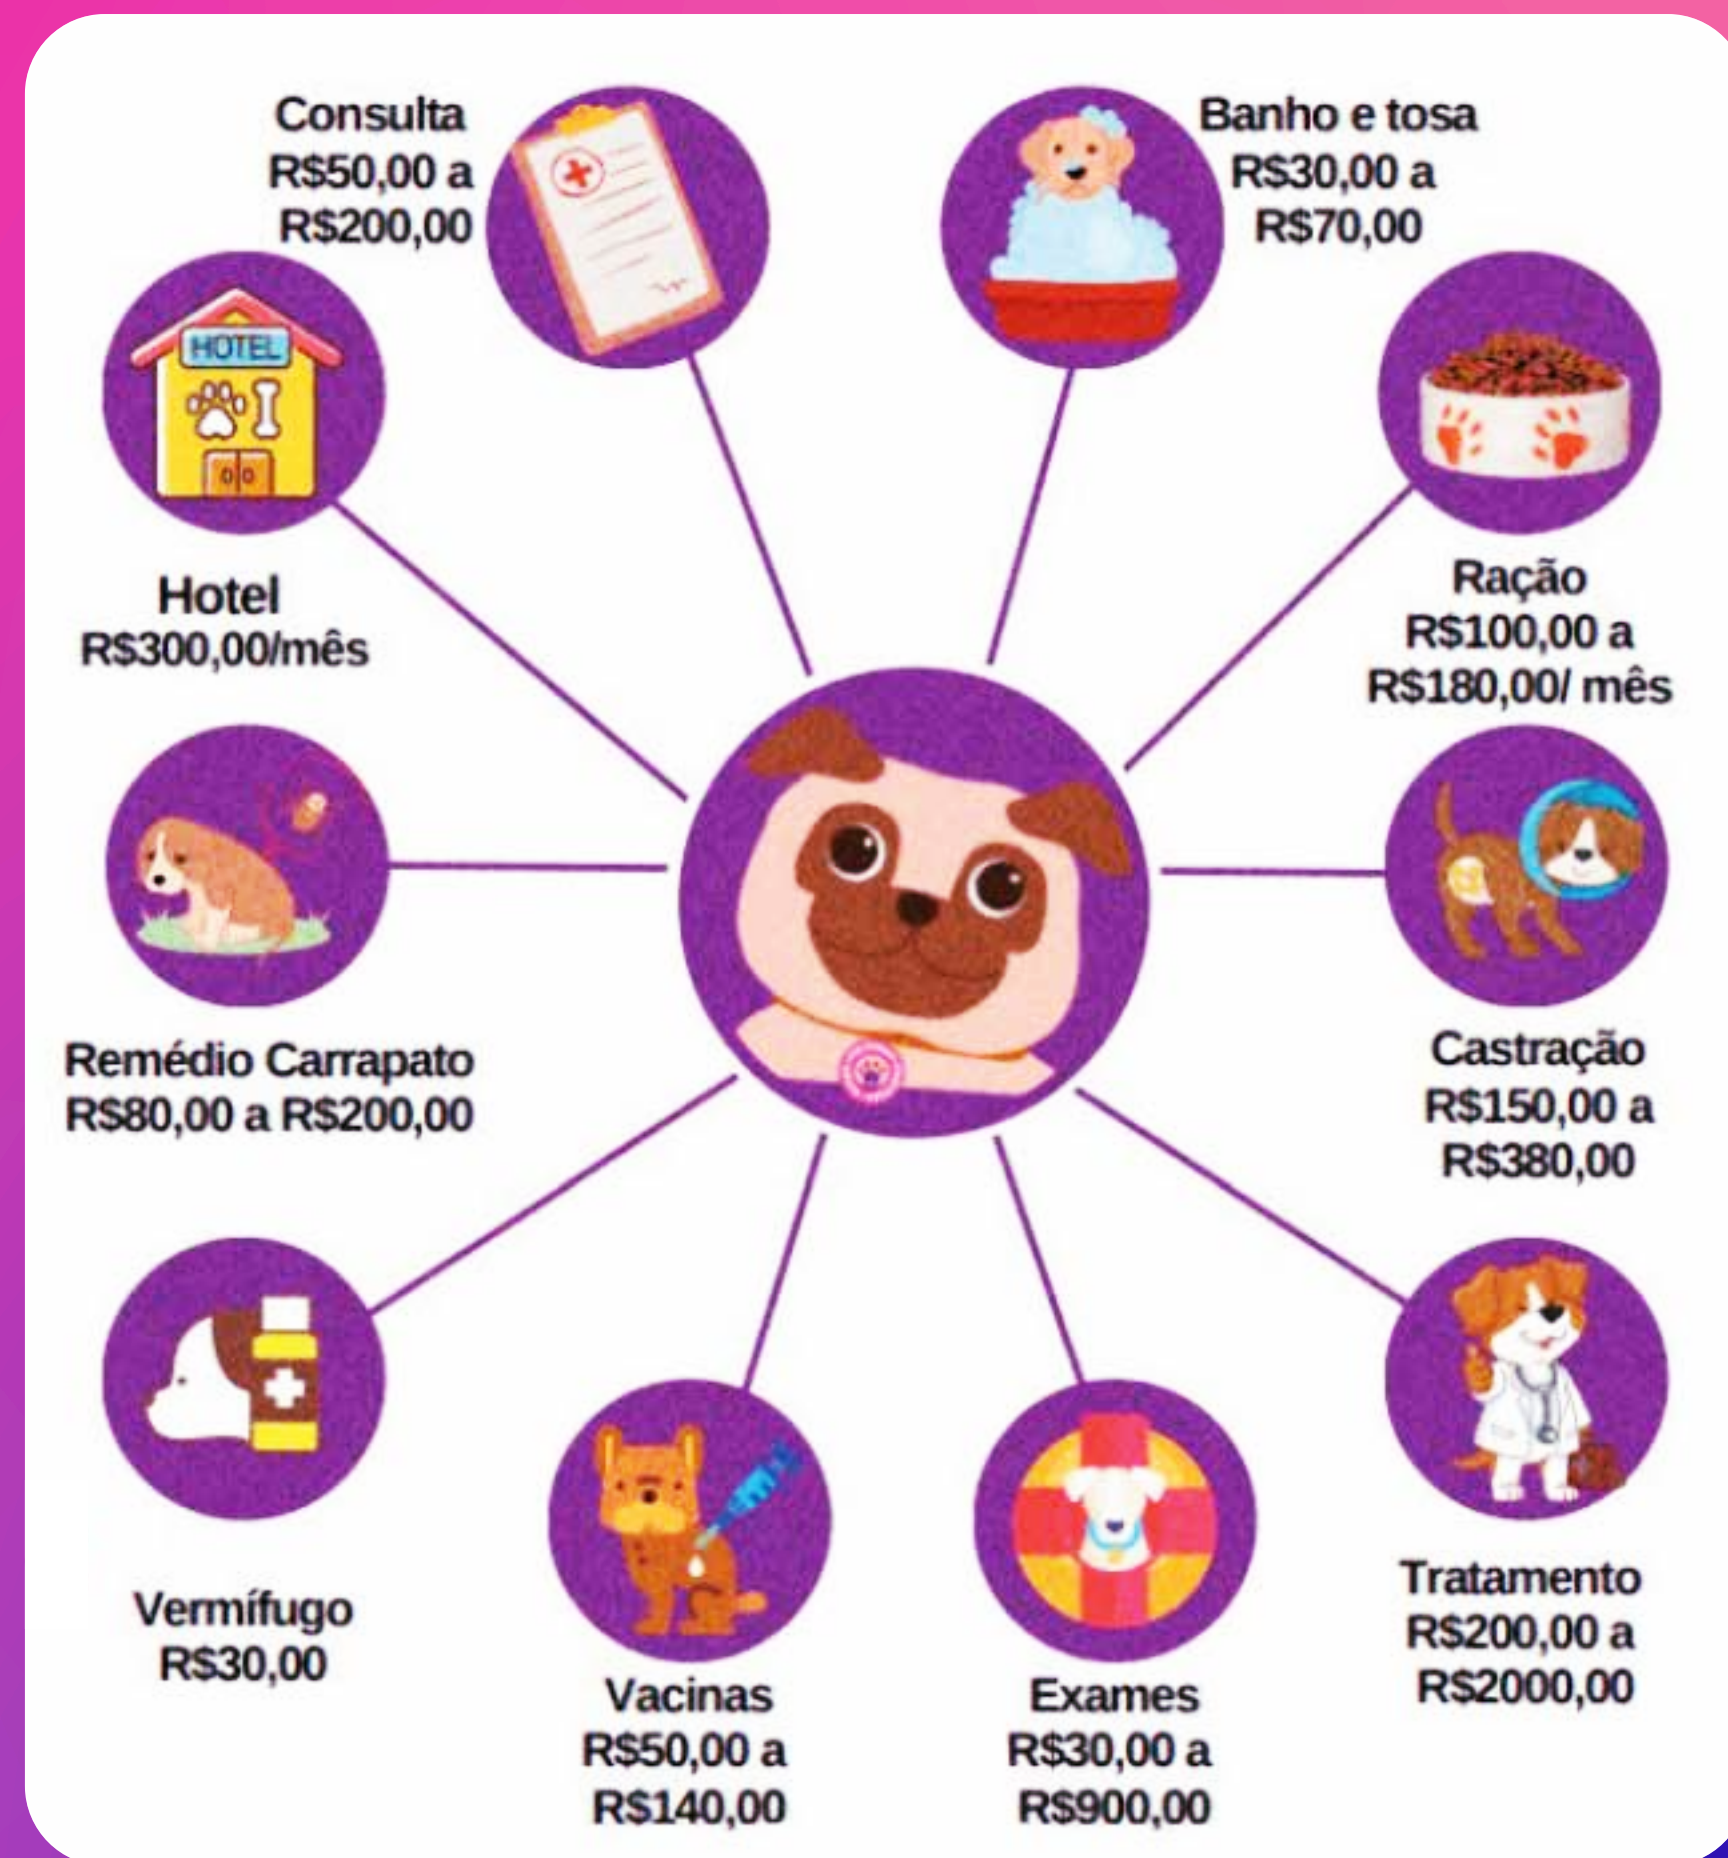 Consulta
R$50,00 a
R$200,00
Banho e tosa
R$30,00 a
R$70,00
HOTEL
Hotel
R$300,00/mês
Ração
R$100,00 a
R$180,00/ mês
Remédio Carrapato
R$80,00 a R$200,00
Castração
R$150,00 a
R$380,00
Vermífugo
R$30,00
Vacinas
R$50,00 a
R$140,00
Exames
R$30,00 a
R$900,00
Tratamento
R$200,00 a
R$2000,00